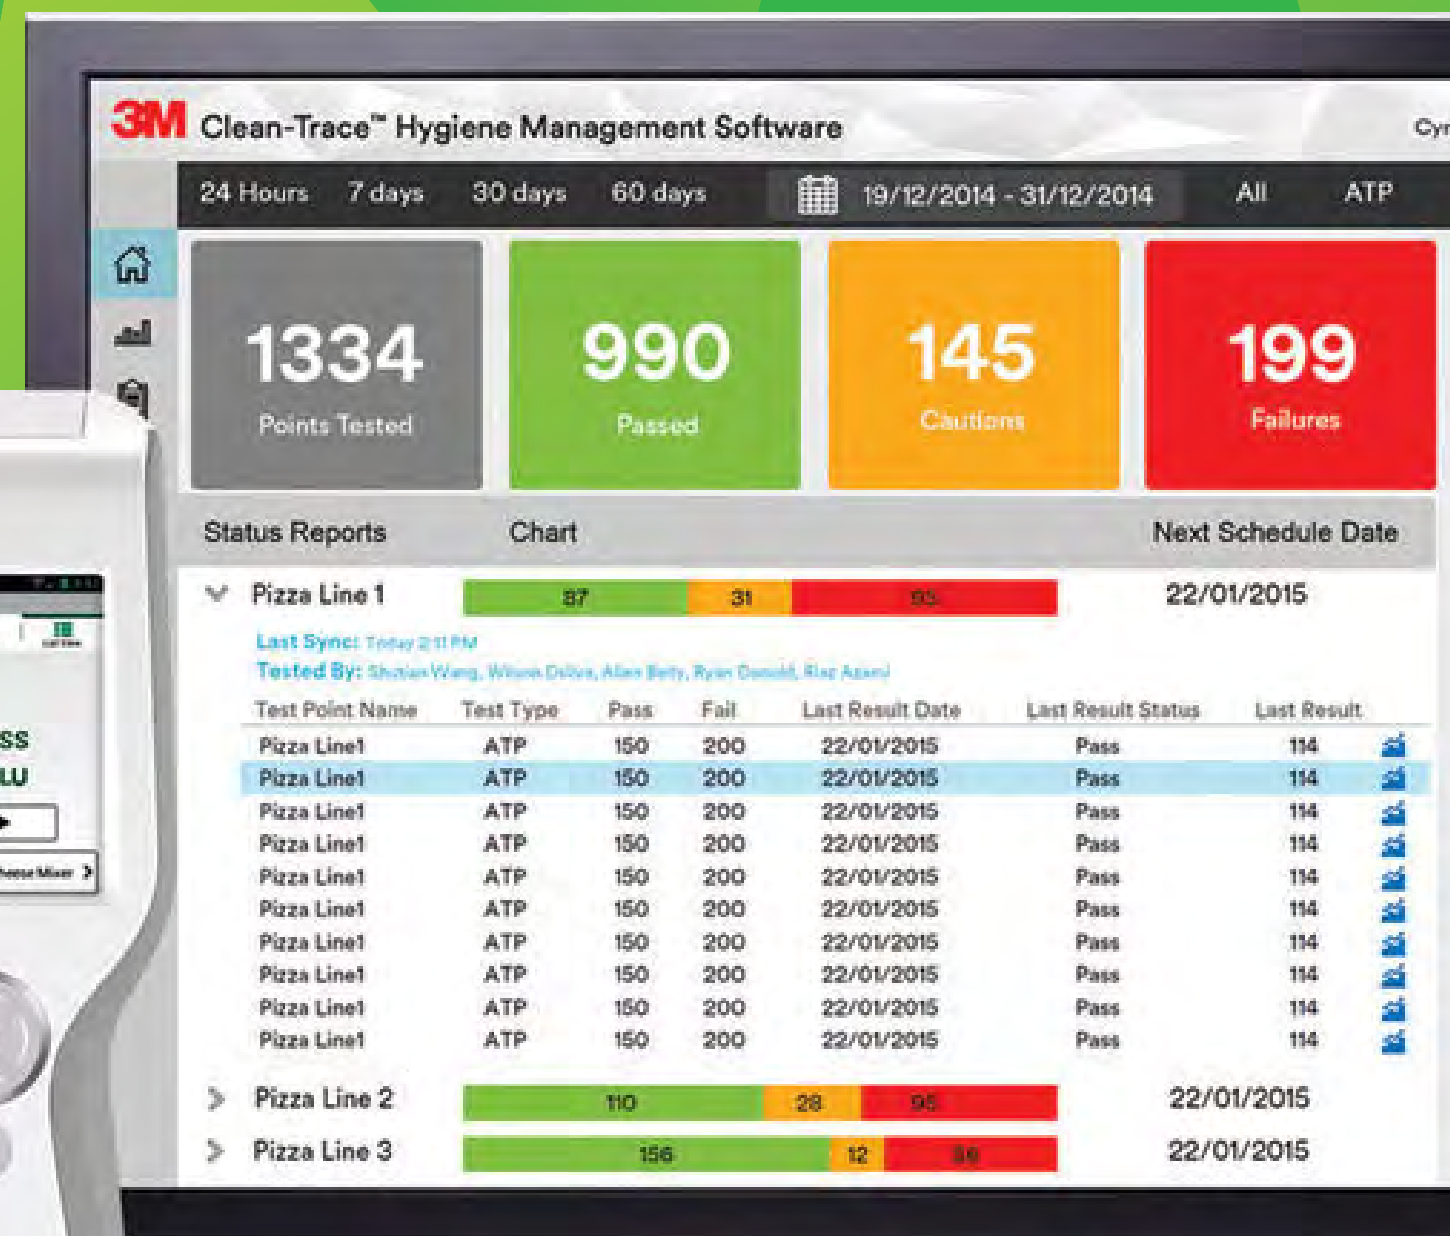 3M Clean-Trace™ Hygiene Management Software
24 Hours 7 days 30 days 60 days 19/12/2014 - 31/12/2014 All ATP
1334 990 145 199
Points Tested Passed Cautions Failures
Status Reports Chart Next Schedule Date
Pizza Line 1 87 31 22/01/2015
Last Sync: Today 2:11 PM
Tested By: Wang, Ryan
Test Point Name Test Type Pass Fail Last Result Date Last Result Status Last Result
Pizza Line1 ATP 150 200 22/01/2015 Pass 114
Pizza Line1 ATP 150 200 22/01/2015 Pass 114
Pizza Line1 ATP 150 200 22/01/2015 Pass 114
Pizza Line1 ATP 150 200 22/01/2015 Pass 114
Pizza Line1 ATP 150 200 22/01/2015 Pass 114
Pizza Line1 ATP 150 200 22/01/2015 Pass 114
Pizza Line1 ATP 150 200 22/01/2015 Pass 114
Pizza Line1 ATP 150 200 22/01/2015 Pass 114
Pizza Line1 ATP 150 200 22/01/2015 Pass 114
Pizza Line1 ATP 150 200 22/01/2015 Pass 114
Pizza Line 2 110 28 95 22/01/2015
Pizza Line 3 156 12 22/01/2015
SS
LU
Mixer